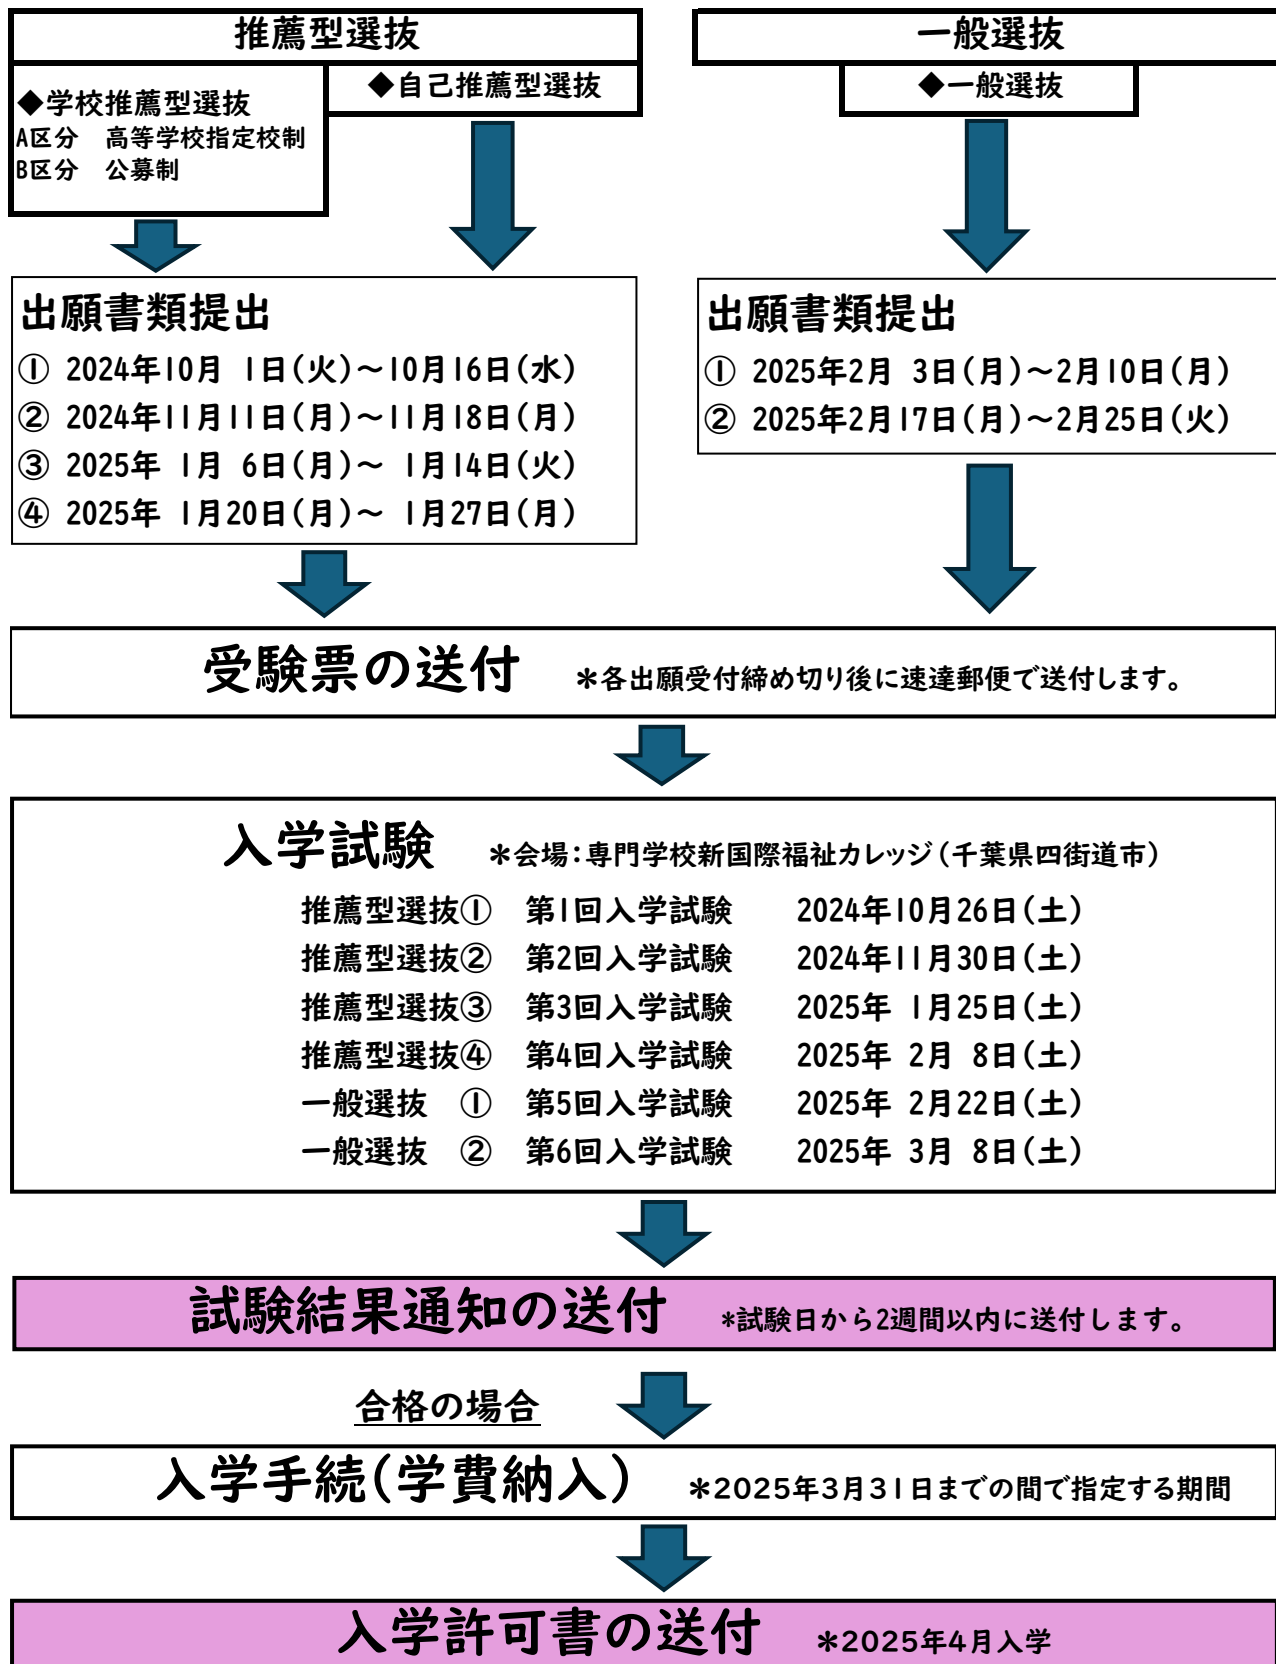 推薦型選抜
◆学校推薦型選抜
A区分　高等学校指定校制
B区分　公募制
◆自己推薦型選抜
一般選抜
◆一般選抜
出願書類提出
① 2024年10月 1日(火)～10月16日(水)
② 2024年11月11日(月)～11月18日(月)
③ 2025年 1月 6日(月)～ 1月14日(火)
④ 2025年 1月20日(月)～ 1月27日(月)
出願書類提出
① 2025年2月 3日(月)～2月10日(月)
② 2025年2月17日(月)～2月25日(火)
受験票の送付　＊各出願受付締め切り後に速達郵便で送付します。
入学試験　＊会場：専門学校新国際福祉カレッジ（千葉県四街道市）
推薦型選抜①　第1回入学試験　2024年10月26日(土)
推薦型選抜②　第2回入学試験　2024年11月30日(土)
推薦型選抜③　第3回入学試験　2025年 1月25日(土)
推薦型選抜④　第4回入学試験　2025年 2月 8日(土)
一般選抜　①　第5回入学試験　2025年 2月22日(土)
一般選抜　②　第6回入学試験　2025年 3月 8日(土)
試験結果通知の送付　*試験日から2週間以内に送付します。
合格の場合
入学手続(学費納入)　＊2025年3月31日までの間で指定する期間
入学許可書の送付　＊2025年4月入学